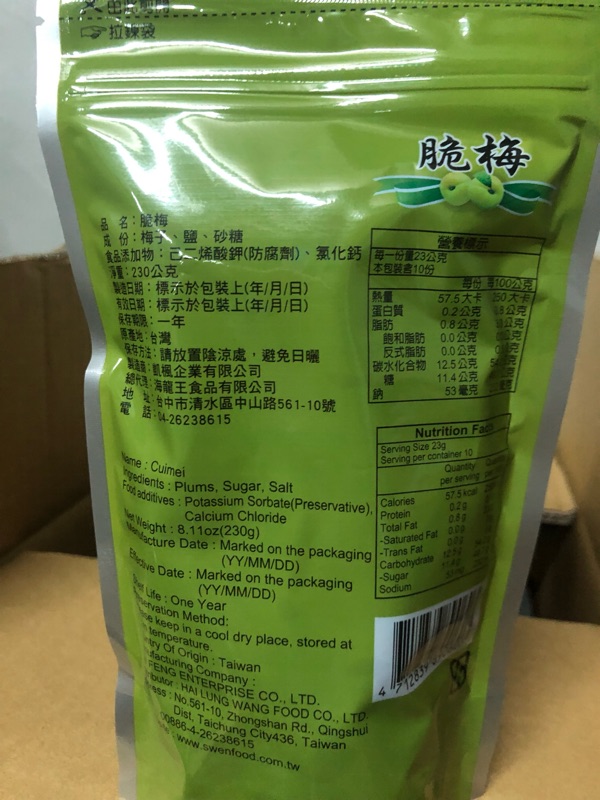 拉鍊袋
脆梅
品 名：脆梅
成 份：梅子、鹽、砂糖
食品添加物：己二烯酸鉀(防腐劑)、氯化鈣
淨量：230公克
製造日期：標示於包裝上(年/月/日)
有效日期：標示於包裝上(年/月/日)
保存期限：一年
原產地：台灣
保存方法：請放置陰涼處，避免日曬
製造商：凱楓企業有限公司
總代理：海龍王食品有限公司
地 址：台中市清水區中山路561-10號
電 話：04-26238615
營養標示
每一份量23公克
本包裝含10份
每份 每100公克
熱量 57.5大卡 250大卡
蛋白質 0.2公克
脂肪 0.8公克
飽和脂肪 0.0公克
反式脂肪 0.0公克
碳水化合物 12.5公克
糖 11.4公克
鈉 53毫克
Name : Cuimei
Ingredients : Plums, Sugar, Salt
Food additives : Potassium Sorbate(Preservative),
Calcium Chloride
Net Weight : 8.11oz(230g)
Manufacture Date : Marked on the packaging
(YY/MM/DD)
Effective Date : Marked on the packaging
(YY/MM/DD)
Life : One Year
Method:
keep in a cool dry place, stored at
temperature.
Of Origin : Taiwan
Company :
FENG ENTERPRISE CO., LTD.
HAI LUNG WANG FOOD CO., LTD.
No.561-10, Zhongshan Rd., Qingshui
Dist, Taichung City436, Taiwan
00886-4-26238615
www.swenfood.com.tw
Nutrition
Serving Size 23g
Serving per container 10
Quantity
per serving
Calories 57.5 kcal
Protein 0.2g
Total Fat 0.8g
-Saturated Fat 0.0g
-Trans Fat 0.0g
Carbohydrate 12.5g
-Sugar
Sodium